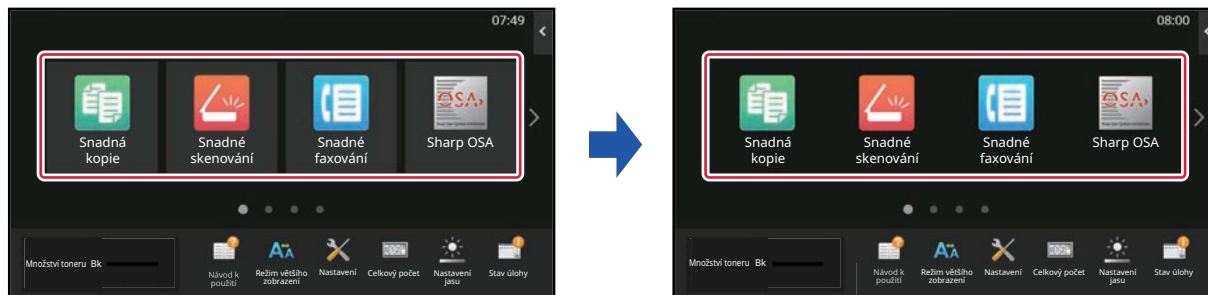 07:49
Snadná
kopie
Snadné
skenování
Snadné
faxování
OSA
Sharp OSA
Množství toneru Bk
Návod k
použití
Režim většího
zobrazení
Nastavení
Celkový počet
Nastavení
jasu
Stav úlohy
08:00
Snadná
kopie
Snadné
skenování
Snadné
faxování
OSA
Sharp OSA
Množství toneru Bk
Návod k
použití
Režim většího
zobrazení
Nastavení
Celkový počet
Nastavení
jasu
Stav úlohy